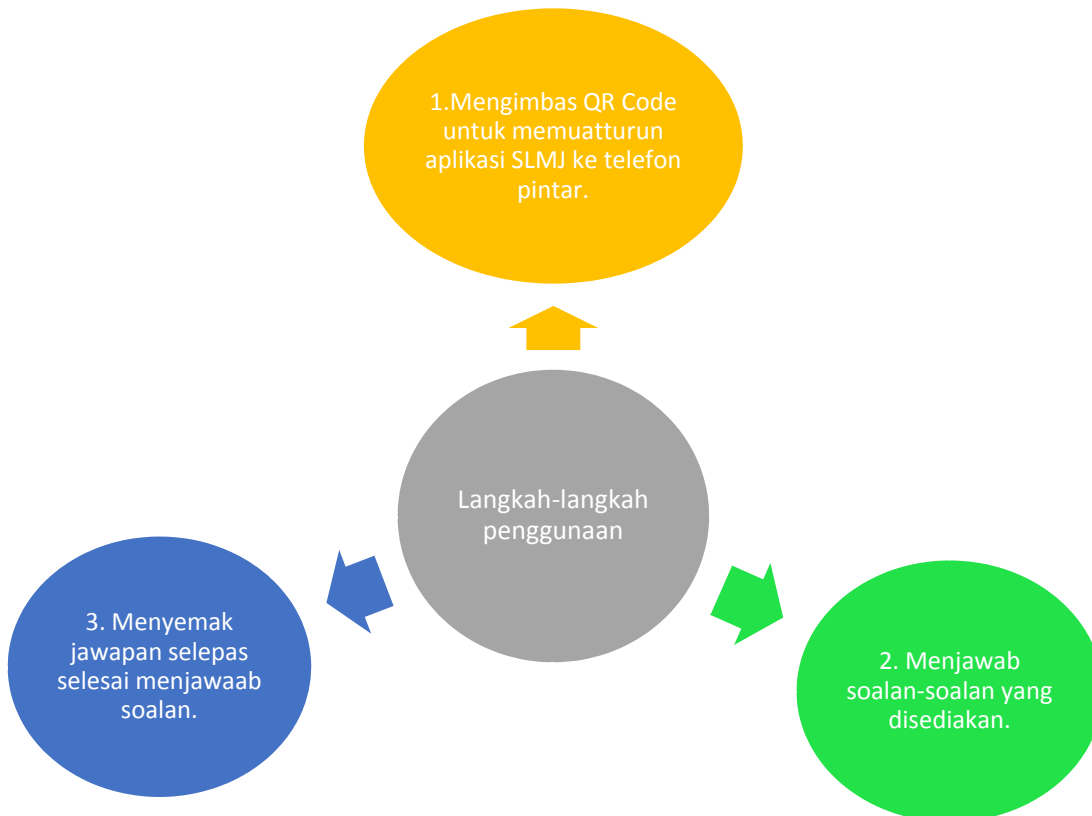 1.Mengimbas QR Code
untuk memuatturun
aplikasi SLMJ ke telefon
pintar.
Langkah-langkah
penggunaan
2. Menjawab
soalan-soalan yang
disediakan.
3. Menyemak
jawapan selepas
selesai menjawaab
soalan.